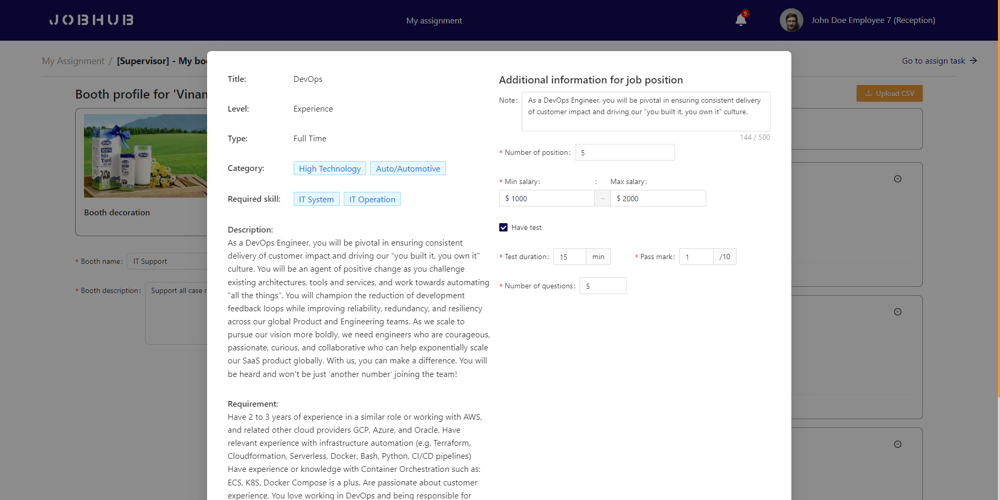 JOBHUB
My assignment
9
John Doe Employee 7 (Reception)
My Assignment / [Supervisor] - My boo
Go to assign task
Booth profile for 'Vinam
Upload CSV
VINAMILK
100%
Sữa
Tươi
Booth decoration
* Booth name: IT Support
* Booth description: Support all case r
Title: DevOps
Level: Experience
Type: Full Time
Category: High Technology Auto/Automotive
Required skill: IT System IT Operation
Description:
As a DevOps Engineer, you will be pivotal in ensuring consistent
delivery of customer impact and driving our "you built it, you own it"
culture. You will be an agent of positive change as you challenge
existing architectures, tools and services, and work towards automating
“all the things”. You will champion the reduction of development
feedback loops while improving reliability, redundancy, and resiliency
across our global Product and Engineering teams. As we scale to
pursue our vision more boldly, we need engineers who are courageous,
passionate, curious, and collaborative who can help exponentially scale
our SaaS product globally. With us, you can make a difference. You will
be heard and won't be just ‘another number’ joining the team!
Requirement:
Have 2 to 3 years of experience in a similar role or working with AWS,
and related other cloud providers GCP, Azure, and Oracle. Have
relevant experience with infrastructure automation (e.g. Terraform,
Cloudformation, Serverless, Docker, Bash, Python, CI/CD pipelines)
Have experience or knowledge with Container Orchestration such as:
ECS, K8S, Docker Compose is a plus. Are passionate about customer
experience. You love working in DevOps and being responsible for
Additional information for job position
Note: As a DevOps Engineer, you will be pivotal in ensuring consistent delivery
of customer impact and driving our "you built it, you own it" culture.
144 / 500
* Number of position: 5
* Min salary: : Max salary:
$ 1000 ~ $ 2000
Have test
* Test duration: 15 min * Pass mark: 1 /10
* Number of questions: 5